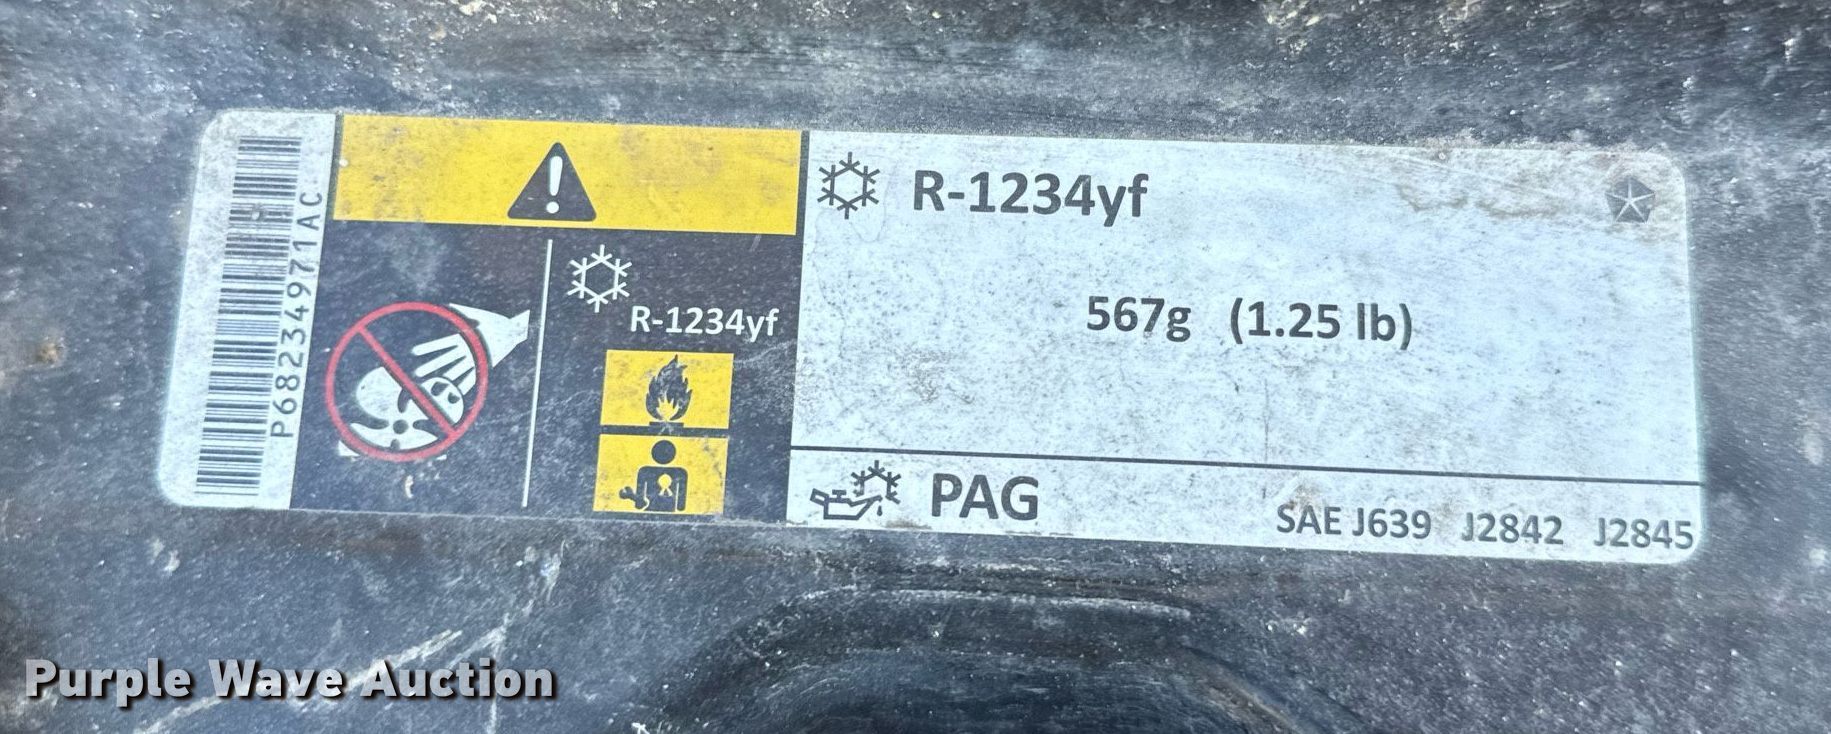 P68234971AC
R-1234yf
R-1234yf
567g (1.25 lb)
PAG
SAE J639 J2842 J2845
Purple Wave Auction